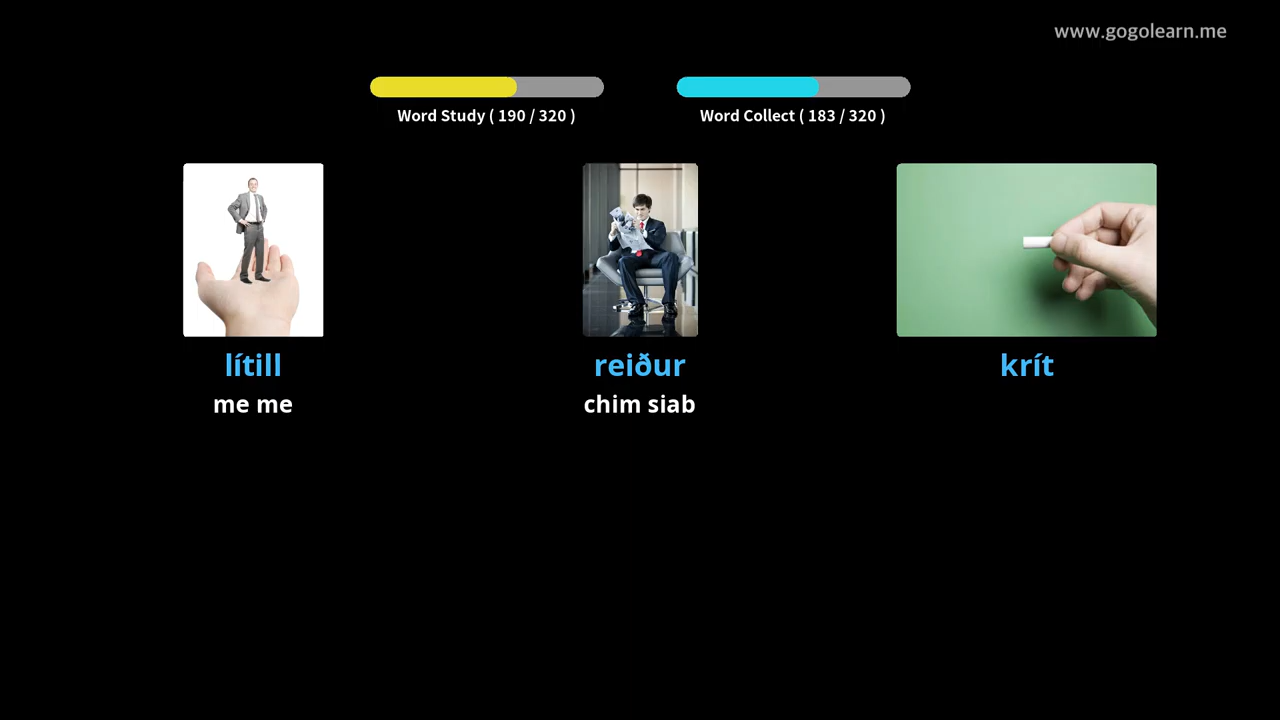 www.gogolearn.me
Word Study ( 190 / 320 )
Word Collect ( 183 / 320 )
lítill
reiður
krít
me me
chim siab